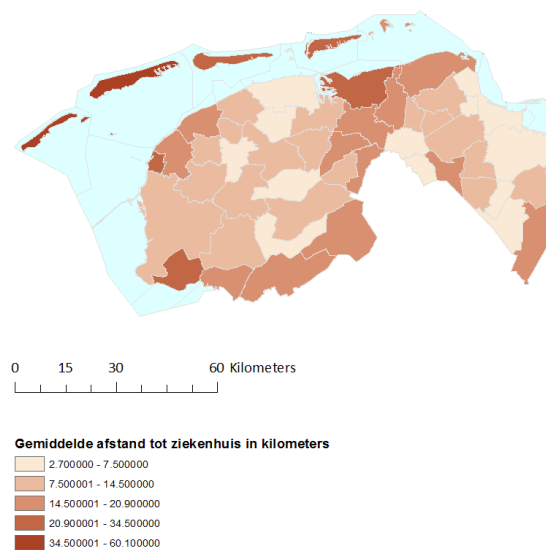 0 15 30 60 Kilometers
Gemiddelde afstand tot ziekenhuis in kilometers
2.700000 - 7.500000
7.500001 - 14.500000
14.500001 - 20.900000
20.900001 - 34.500000
34.500001 - 60.100000